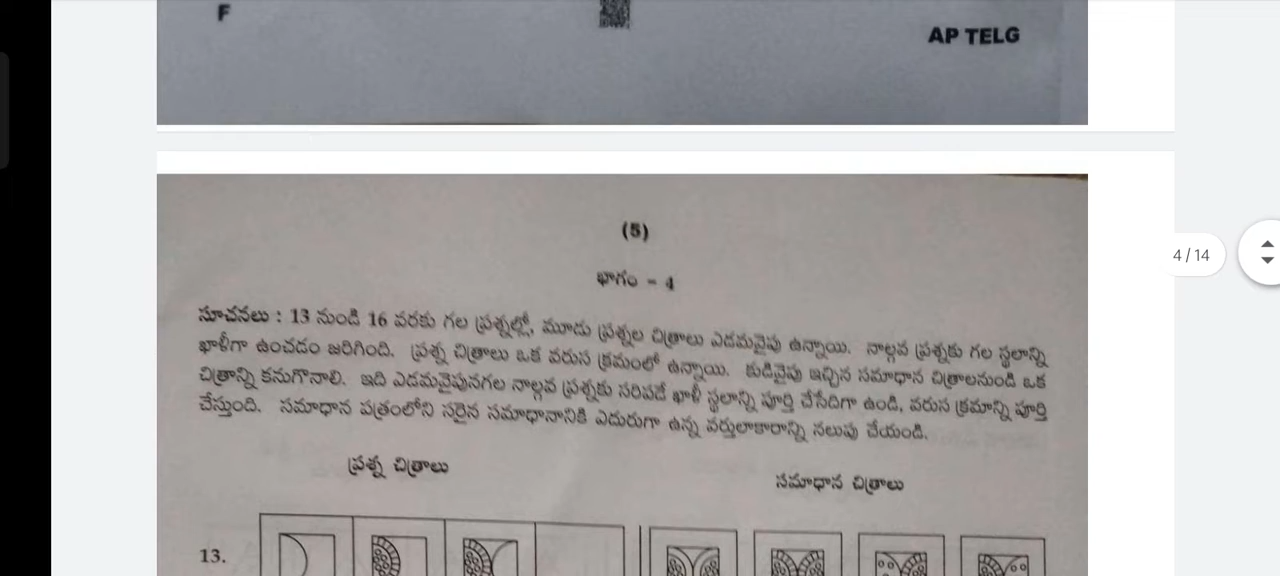 F
AP TELG
(5)
భాగం - 4
సూచనలు : 13 నుండి 16 వరకు గల ప్రశ్నల్లో, మూడు ప్రశ్నల చిత్రాలు ఎడమవైపు ఉన్నాయి. నాల్గవ ప్రశ్నకు గల స్థలాన్ని
ఖాళీగా ఉంచడం జరిగింది. ప్రశ్న చిత్రాలు ఒక వరుస క్రమంలో ఉన్నాయి. కుడివైపు ఇచ్చిన సమాధాన చిత్రాలనుండి ఒక
చిత్రాన్ని కనుగొనాలి. ఇది ఎడమవైపునగల నాల్గవ ప్రశ్నకు సరిపడే ఖాళీ స్థలాన్ని పూర్తి చేసేదిగా ఉండి, వరుస క్రమాన్ని పూర్తి
చేస్తుంది. సమాధాన పత్రంలోని సరైన సమాధానానికి ఎదురుగా ఉన్న వర్తులాకారాన్ని నలుపు చేయండి.
ప్రశ్న చిత్రాలు
సమాధాన చిత్రాలు
13.
4 / 14